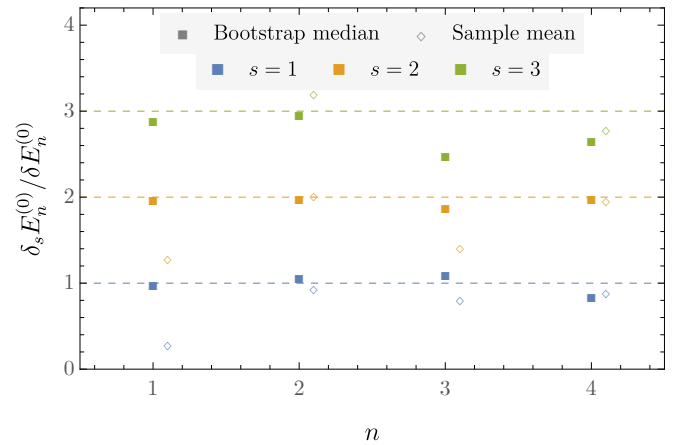 4
3
2
1
0
■ Bootstrap median ◇ Sample mean
■ s = 1 ■ s = 2 ■ s = 3
δ_s E_n^(0) / δE_n^(0)
1 2 3 4
n